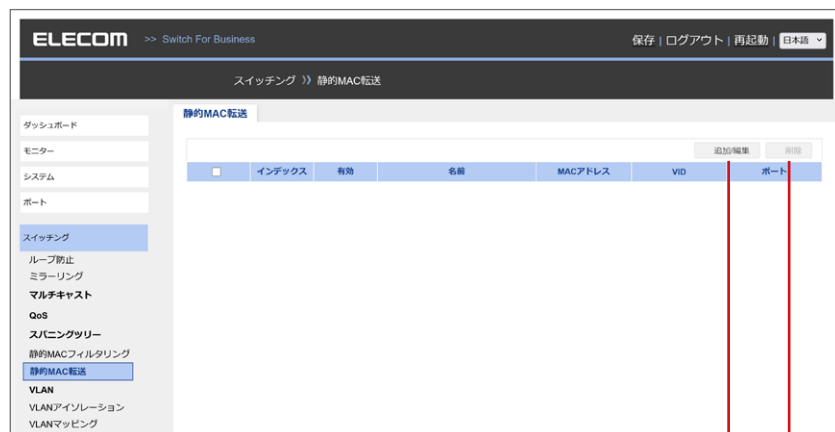 ELECOM >> Switch For Business 保存 | ログアウト | 再起動 | 日本語
スイッチング 》 静的MAC転送
静的MAC転送
追加/編集 削除
インデックス 有効 名前 MACアドレス VID ポート
ダッシュボード
モニター
システム
ポート
スイッチング
ループ防止
ミラーリング
マルチキャスト
QoS
スパニングツリー
静的MACフィルタリング
静的MAC転送
VLAN
VLANアイソレーション
VLANマッピング